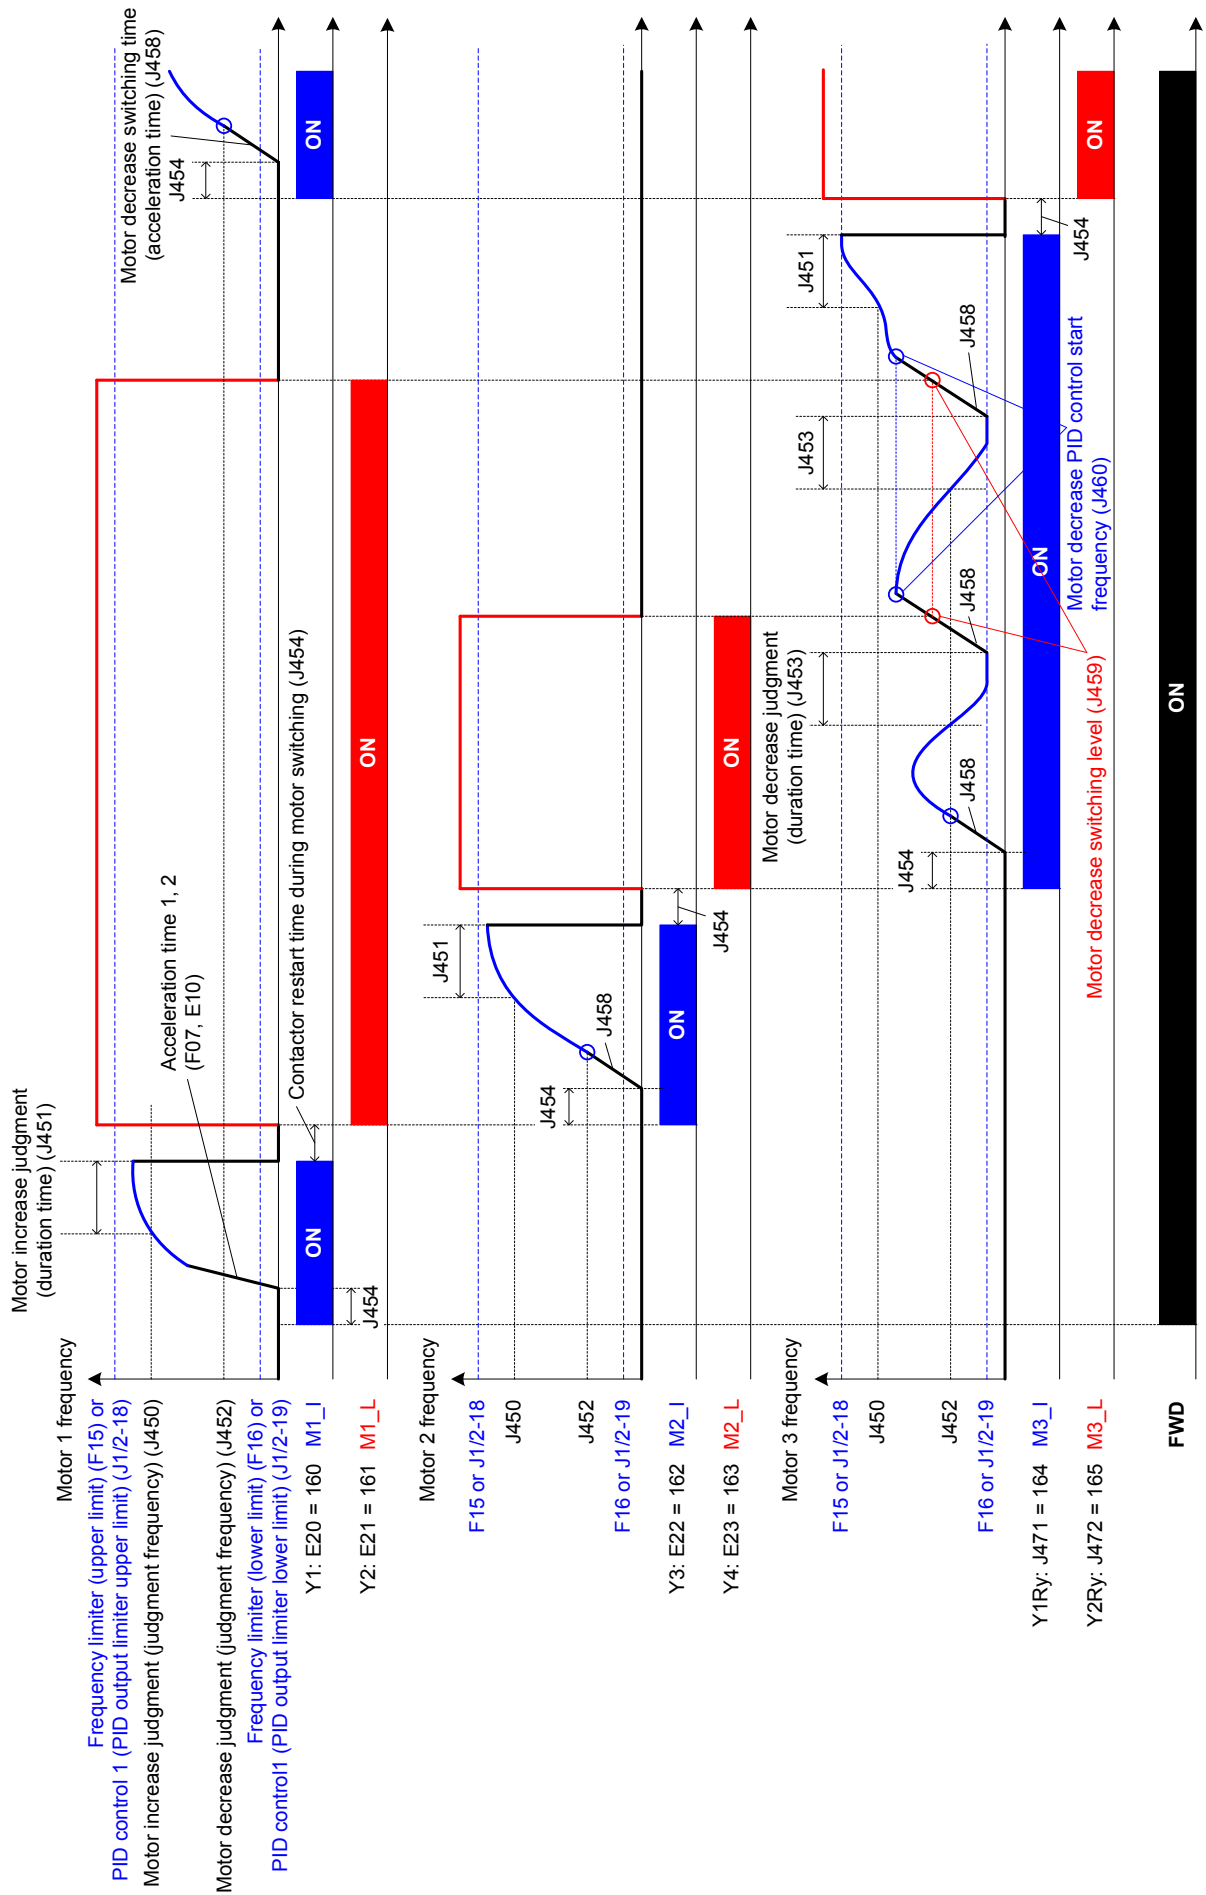 Motor 1 frequency
Frequency limiter (upper limit) (F15) or
PID control 1 (PID output limiter upper limit) (J1/2-18)
Motor increase judgment (judgment frequency) (J450)
Motor decrease judgment (judgment frequency) (J452)
Frequency limiter (lower limit) (F16) or
PID control1 (PID output limiter lower limit) (J1/2-19)
Y1: E20 = 160 M1_I
Y2: E21 = 161 M1_L
Motor increase judgment
(duration time) (J451)
Acceleration time 1, 2
(F07, E10)
Contactor restart time during motor switching (J454)
J454
ON
ON
Motor decrease switching time
(acceleration time) (J458)
J454
ON
Motor 2 frequency
F15 or J1/2-18
J450
J452
F16 or J1/2-19
Y3: E22 = 162 M2_I
Y4: E23 = 163 M2_L
J451
J454
J458
J454
ON
ON
Motor 3 frequency
F15 or J1/2-18
J450
J452
F16 or J1/2-19
Y1Ry: J471 = 164 M3_I
Y2Ry: J472 = 165 M3_L
Motor decrease judgment
(duration time) (J453)
J454
J458
J458
J453
J458
J451
J454
ON
Motor decrease PID control start
frequency (J460)
Motor decrease switching level (J459)
ON
FWD
ON